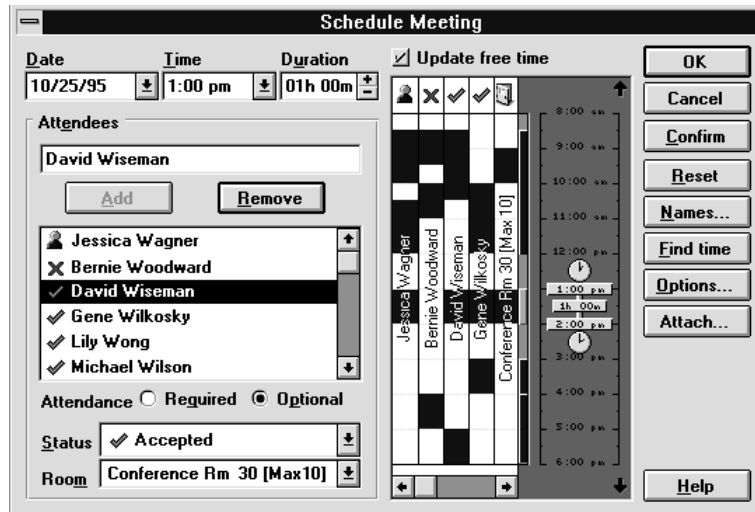 Schedule Meeting
Date
Time
Duration
10/25/95
1:00 pm
01h 00m
Attendees
David Wiseman
Add
Remove
Jessica Wagner
Bernie Woodward
David Wiseman
Gene Wilkosky
Lily Wong
Michael Wilson
Attendance
Required
Optional
Status
Accepted
Room
Conference Rm 30 [Max10]
Update free time
Jessica Wagner
Bernie Woodward
David Wiseman
Gene Wilkosky
Conference Rm 30 [Max 10]
8:00 am
9:00 am
10:00 am
11:00 am
12:00 pm
1:00 pm
1h 00m
2:00 pm
3:00 pm
4:00 pm
5:00 pm
6:00 pm
OK
Cancel
Confirm
Reset
Names...
Find time
Options...
Attach...
Help